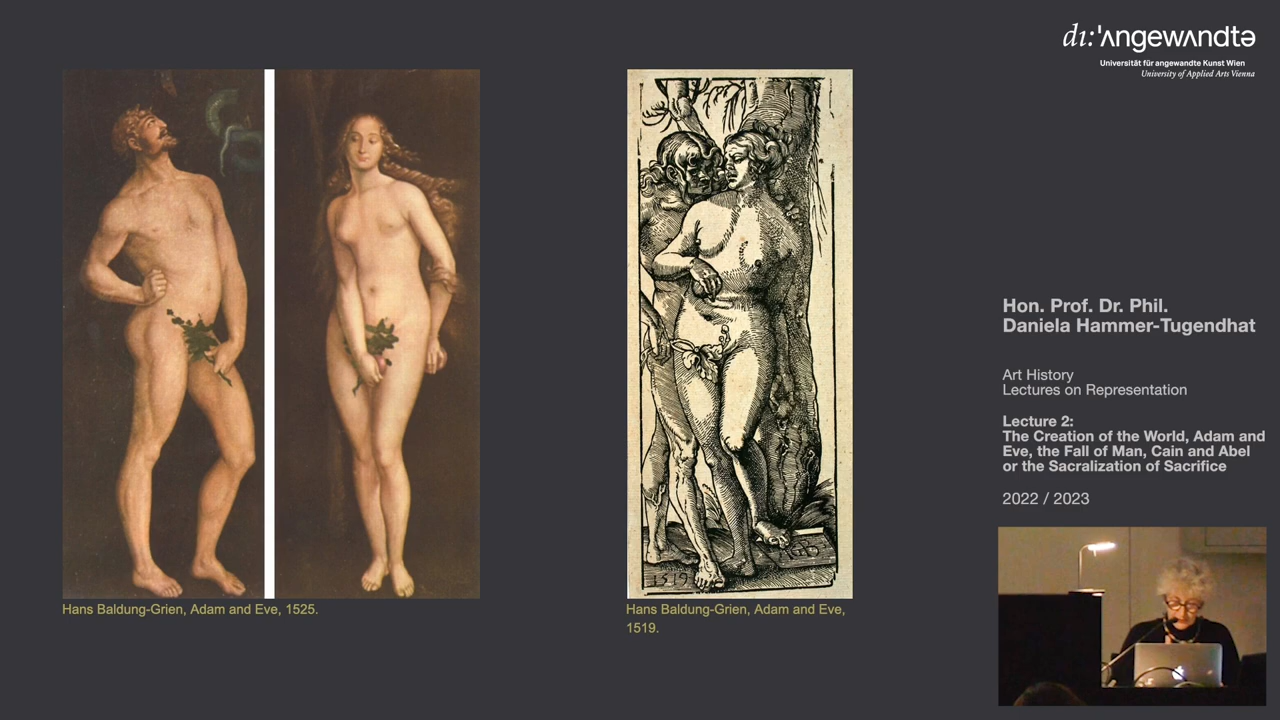 dı:'ʌngewʌndtə
Universität für angewandte Kunst Wien
University of Applied Arts Vienna
Hon. Prof. Dr. Phil.
Daniela Hammer-Tugendhat
Art History
Lectures on Representation
Lecture 2:
The Creation of the World, Adam and
Eve, the Fall of Man, Cain and Abel
or the Sacralization of Sacrifice
2022 / 2023
Hans Baldung-Grien, Adam and Eve, 1525.
1519
Hans Baldung-Grien, Adam and Eve,
1519.